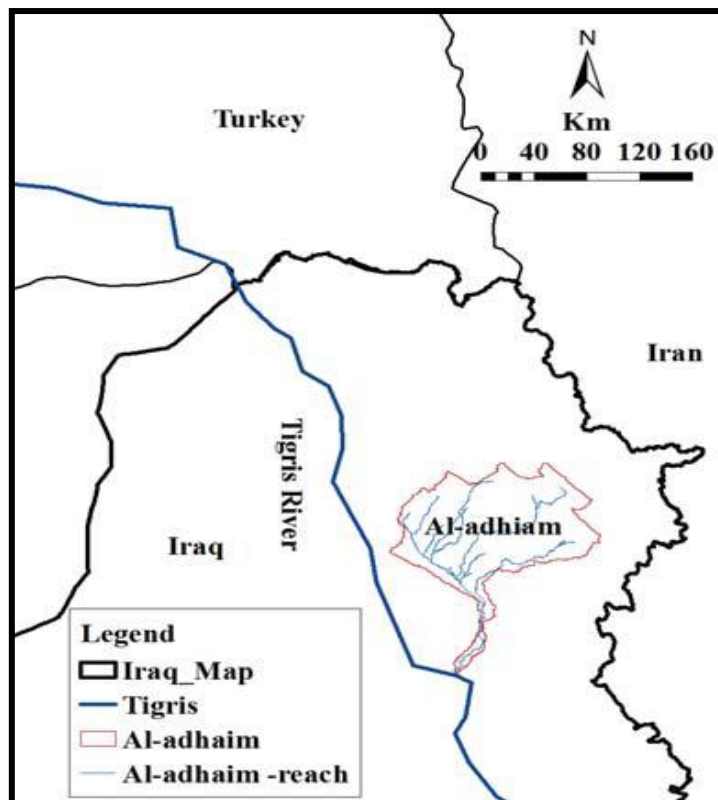 N
Turkey
Km
0 40 80 120 160
Iran
Tigris River
Al-adhiam
Iraq
Legend
Iraq_Map
Tigris
Al-adhaim
Al-adhaim -reach